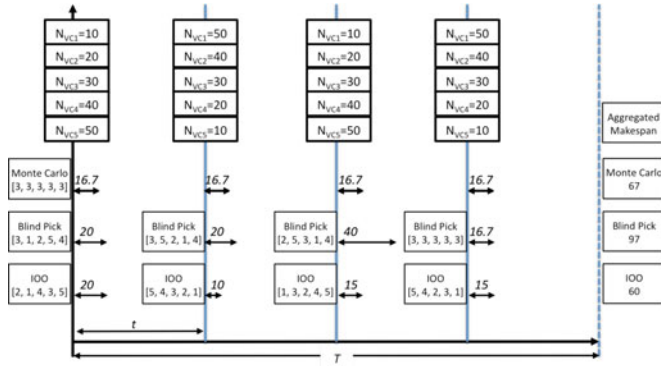 N_VC1=10
N_VC2=20
N_VC3=30
N_VC4=40
N_VC5=50
N_VC1=50
N_VC2=40
N_VC3=30
N_VC4=20
N_VC5=10
N_VC1=10
N_VC2=20
N_VC3=30
N_VC4=40
N_VC5=50
N_VC1=50
N_VC2=40
N_VC3=30
N_VC4=20
N_VC5=10
Aggregated
Makespan
Monte Carlo
[3, 3, 3, 3, 3]
16.7
16.7
16.7
16.7
Monte Carlo
67
Blind Pick
[3, 1, 2, 5, 4]
20
Blind Pick
[3, 5, 2, 1, 4]
20
Blind Pick
[2, 5, 3, 1, 4]
40
Blind Pick
[3, 3, 3, 3, 3]
16.7
Blind Pick
97
IOO
[2, 1, 4, 3, 5]
20
IOO
[5, 4, 3, 2, 1]
10
IOO
[1, 3, 2, 4, 5]
15
IOO
[5, 4, 2, 3, 1]
15
IOO
60
t
T